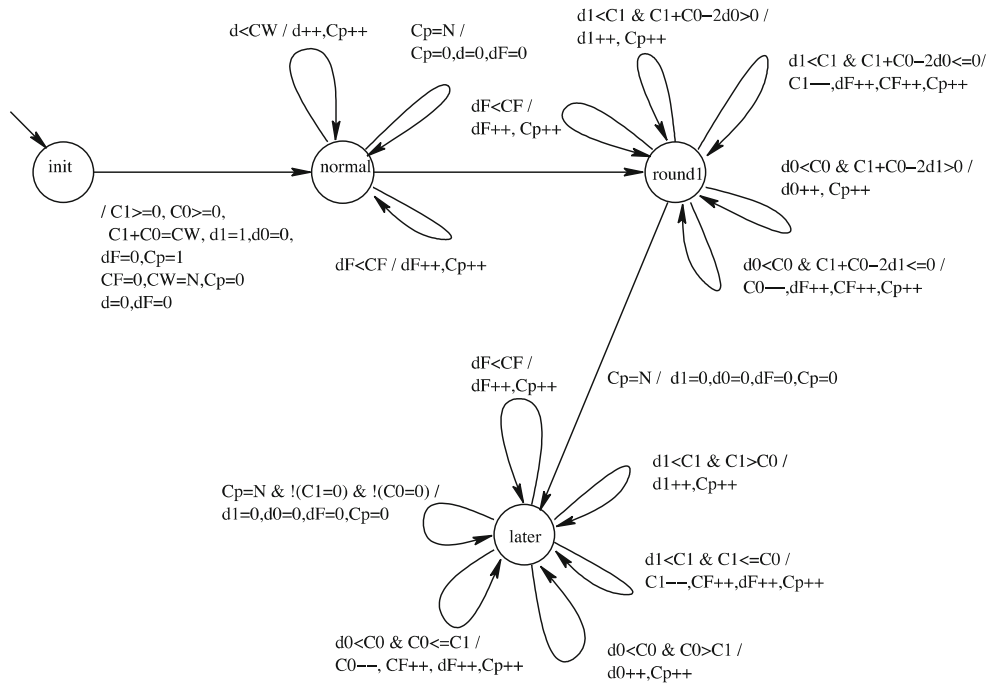 d<CW / d++,Cp++
Cp=N /
Cp=0,d=0,dF=0
d1<C1 & C1+C0−2d0>0 /
d1++, Cp++
d1<C1 & C1+C0−2d0<=0/
C1−−,dF++,CF++,Cp++
dF<CF /
dF++, Cp++
init
normal
round1
d0<C0 & C1+C0−2d1>0 /
d0++, Cp++
/ C1>=0, C0>=0,
C1+C0=CW, d1=1,d0=0,
dF=0,Cp=1
CF=0,CW=N,Cp=0
d=0,dF=0
dF<CF / dF++,Cp++
d0<C0 & C1+C0−2d1<=0 /
C0−−,dF++,CF++,Cp++
dF<CF /
dF++,Cp++
Cp=N / d1=0,d0=0,dF=0,Cp=0
d1<C1 & C1>C0 /
d1++,Cp++
Cp=N & !(C1=0) & !(C0=0) /
d1=0,d0=0,dF=0,Cp=0
later
d1<C1 & C1<=C0 /
C1−−,CF++,dF++,Cp++
d0<C0 & C0<=C1 /
C0−−, CF++, dF++,Cp++
d0<C0 & C0>C1 /
d0++,Cp++